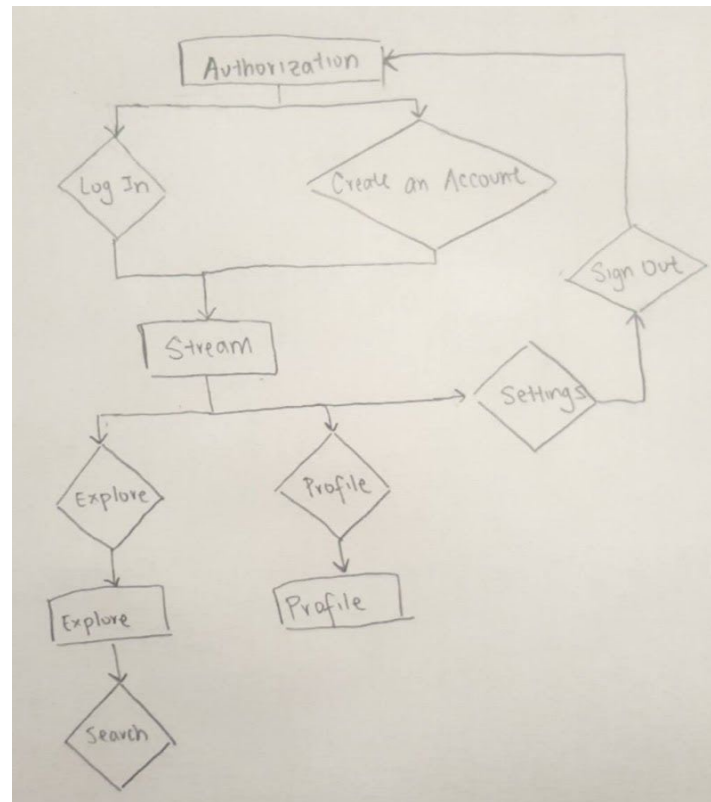 Authorization
Log In
Create an Account
Sign Out
Stream
Settings
Explore
Profile
Explore
Profile
Search